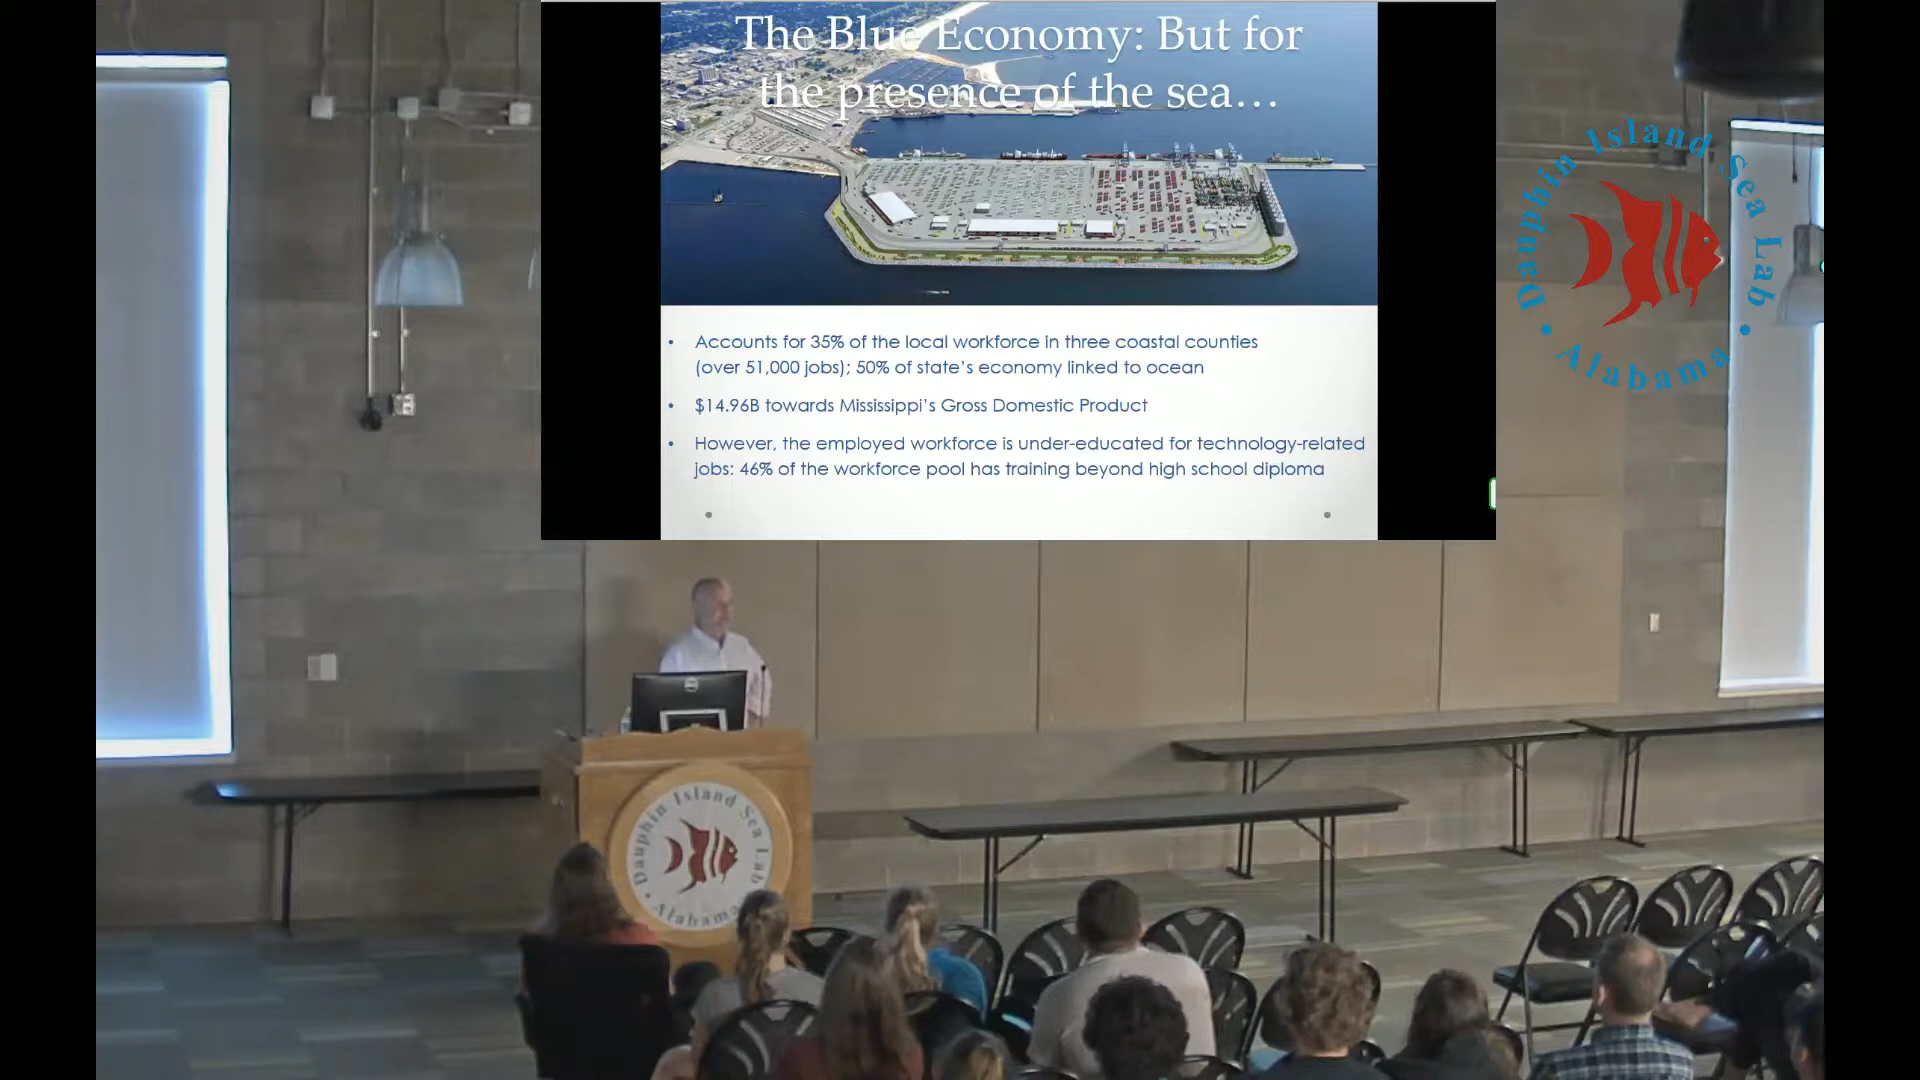 The Blue Economy: But for
the presence of the sea…
• Accounts for 35% of the local workforce in three coastal counties
(over 51,000 jobs); 50% of state's economy linked to ocean
• $14.96B towards Mississippi's Gross Domestic Product
• However, the employed workforce is under-educated for technology-related
jobs: 46% of the workforce pool has training beyond high school diploma
Dauphin Island Sea Lab
• Alabama •
DELL
Dauphin Island Sea Lab
• Alabama •